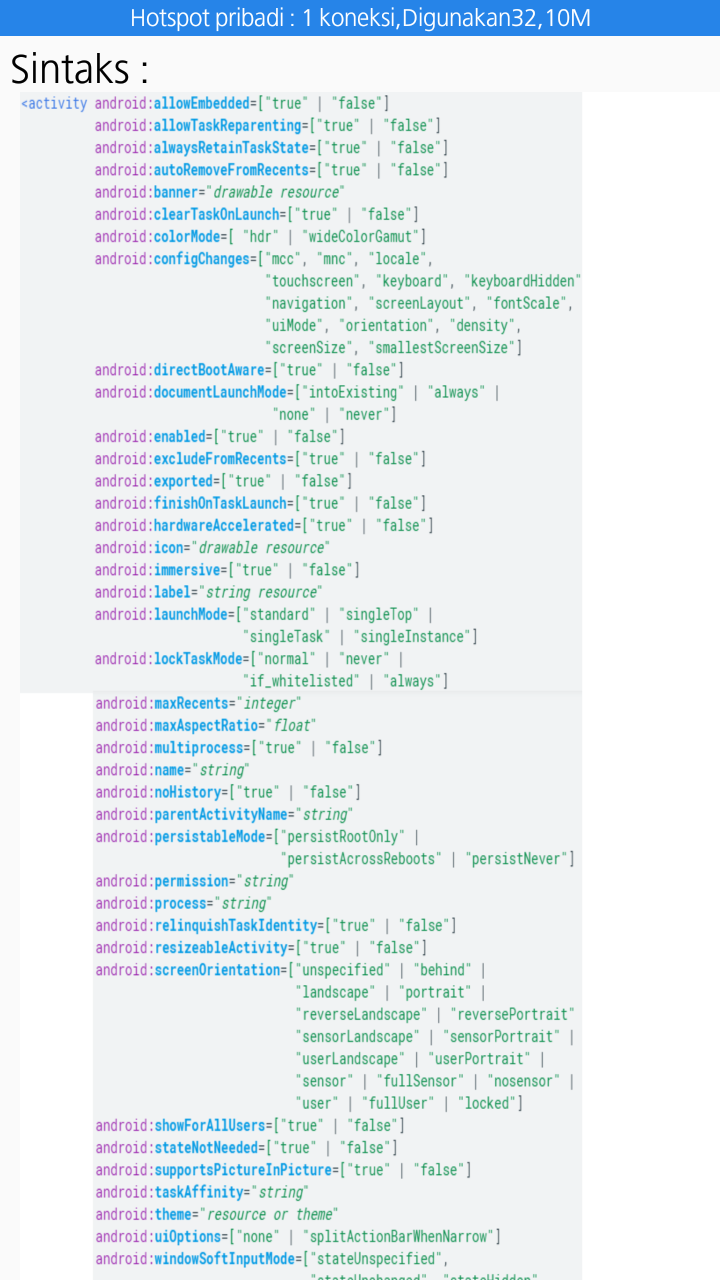 Hotspot pribadi : 1 koneksi,Digunakan32,10M
Sintaks :
<activity android:allowEmbedded=["true" | "false"]
android:allowTaskReparenting=["true" | "false"]
android:alwaysRetainTaskState=["true" | "false"]
android:autoRemoveFromRecents=["true" | "false"]
android:banner="drawable resource"
android:clearTaskOnLaunch=["true" | "false"]
android:colorMode=[ "hdr" | "wideColorGamut"]
android:configChanges=["mcc", "mnc", "locale",
"touchscreen", "keyboard", "keyboardHidden"
"navigation", "screenLayout", "fontScale",
"uiMode", "orientation", "density",
"screenSize", "smallestScreenSize"]
android:directBootAware=["true" | "false"]
android:documentLaunchMode=["intoExisting" | "always" |
"none" | "never"]
android:enabled=["true" | "false"]
android:excludeFromRecents=["true" | "false"]
android:exported=["true" | "false"]
android:finishOnTaskLaunch=["true" | "false"]
android:hardwareAccelerated=["true" | "false"]
android:icon="drawable resource"
android:immersive=["true" | "false"]
android:label="string resource"
android:launchMode=["standard" | "singleTop" |
"singleTask" | "singleInstance"]
android:lockTaskMode=["normal" | "never" |
"if_whitelisted" | "always"]
android:maxRecents="integer"
android:maxAspectRatio="float"
android:multiprocess=["true" | "false"]
android:name="string"
android:noHistory=["true" | "false"]
android:parentActivityName="string"
android:persistableMode=["persistRootOnly" |
"persistAcrossReboots" | "persistNever"]
android:permission="string"
android:process="string"
android:relinquishTaskIdentity=["true" | "false"]
android:resizeableActivity=["true" | "false"]
android:screenOrientation=["unspecified" | "behind" |
"landscape" | "portrait" |
"reverseLandscape" | "reversePortrait"
"sensorLandscape" | "sensorPortrait" |
"userLandscape" | "userPortrait" |
"sensor" | "fullSensor" | "nosensor" |
"user" | "fullUser" | "locked"]
android:showForAllUsers=["true" | "false"]
android:stateNotNeeded=["true" | "false"]
android:supportsPictureInPicture=["true" | "false"]
android:taskAffinity="string"
android:theme="resource or theme"
android:uiOptions=["none" | "splitActionBarWhenNarrow"]
android:windowSoftInputMode=["stateUnspecified",